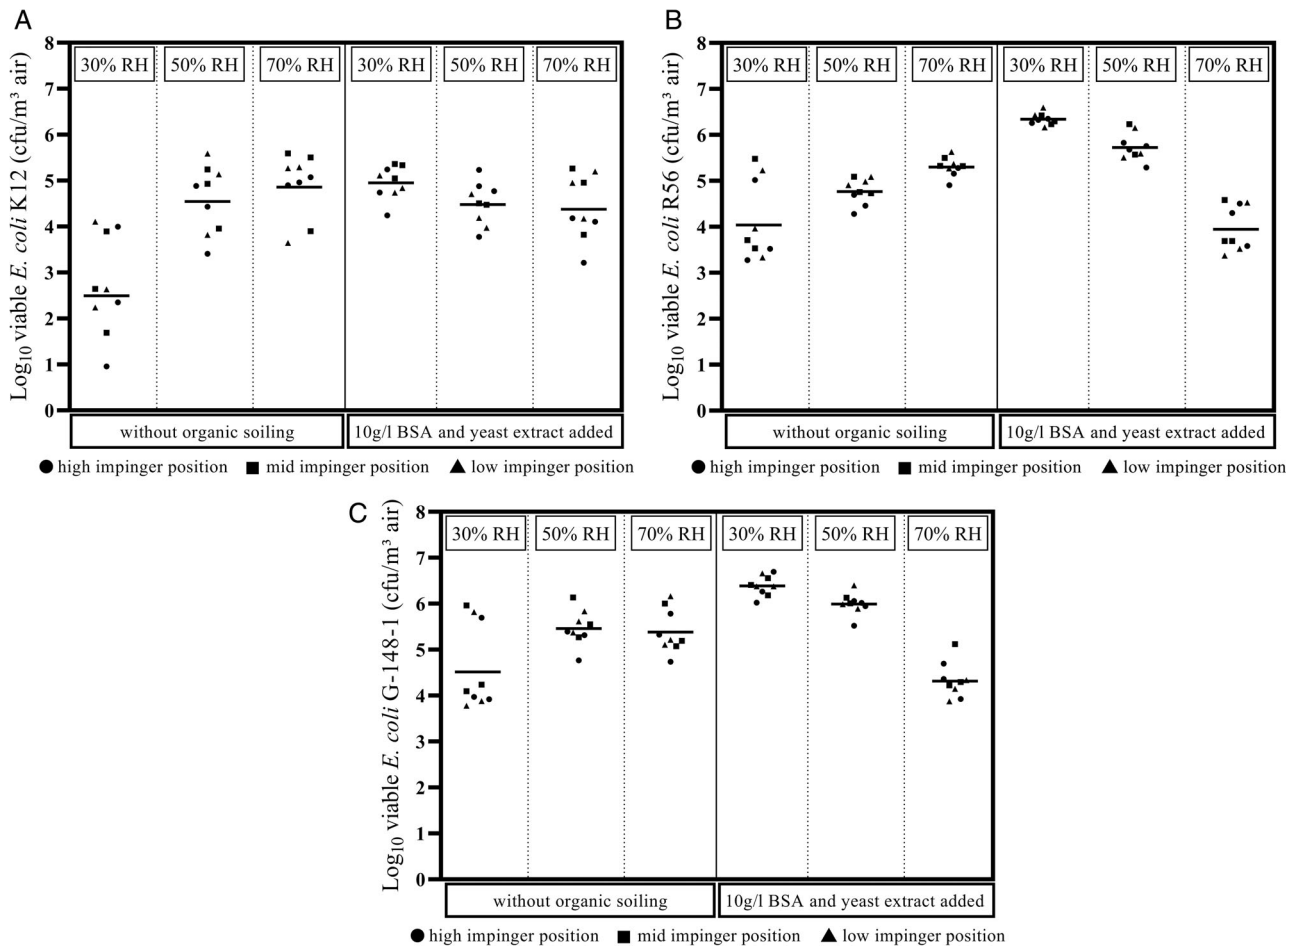 A
Log10 viable E. coli K12 (cfu/m³ air)
8
7
6
5
4
3
2
1
0
30% RH 50% RH 70% RH 30% RH 50% RH 70% RH
without organic soiling 10g/l BSA and yeast extract added
high impinger position mid impinger position low impinger position
B
Log10 viable E. coli R56 (cfu/m³ air)
8
7
6
5
4
3
2
1
0
30% RH 50% RH 70% RH 30% RH 50% RH 70% RH
without organic soiling 10g/l BSA and yeast extract added
high impinger position mid impinger position low impinger position
C
Log10 viable E. coli G-148-1 (cfu/m³ air)
8
7
6
5
4
3
2
1
0
30% RH 50% RH 70% RH 30% RH 50% RH 70% RH
without organic soiling 10g/l BSA and yeast extract added
high impinger position mid impinger position low impinger position